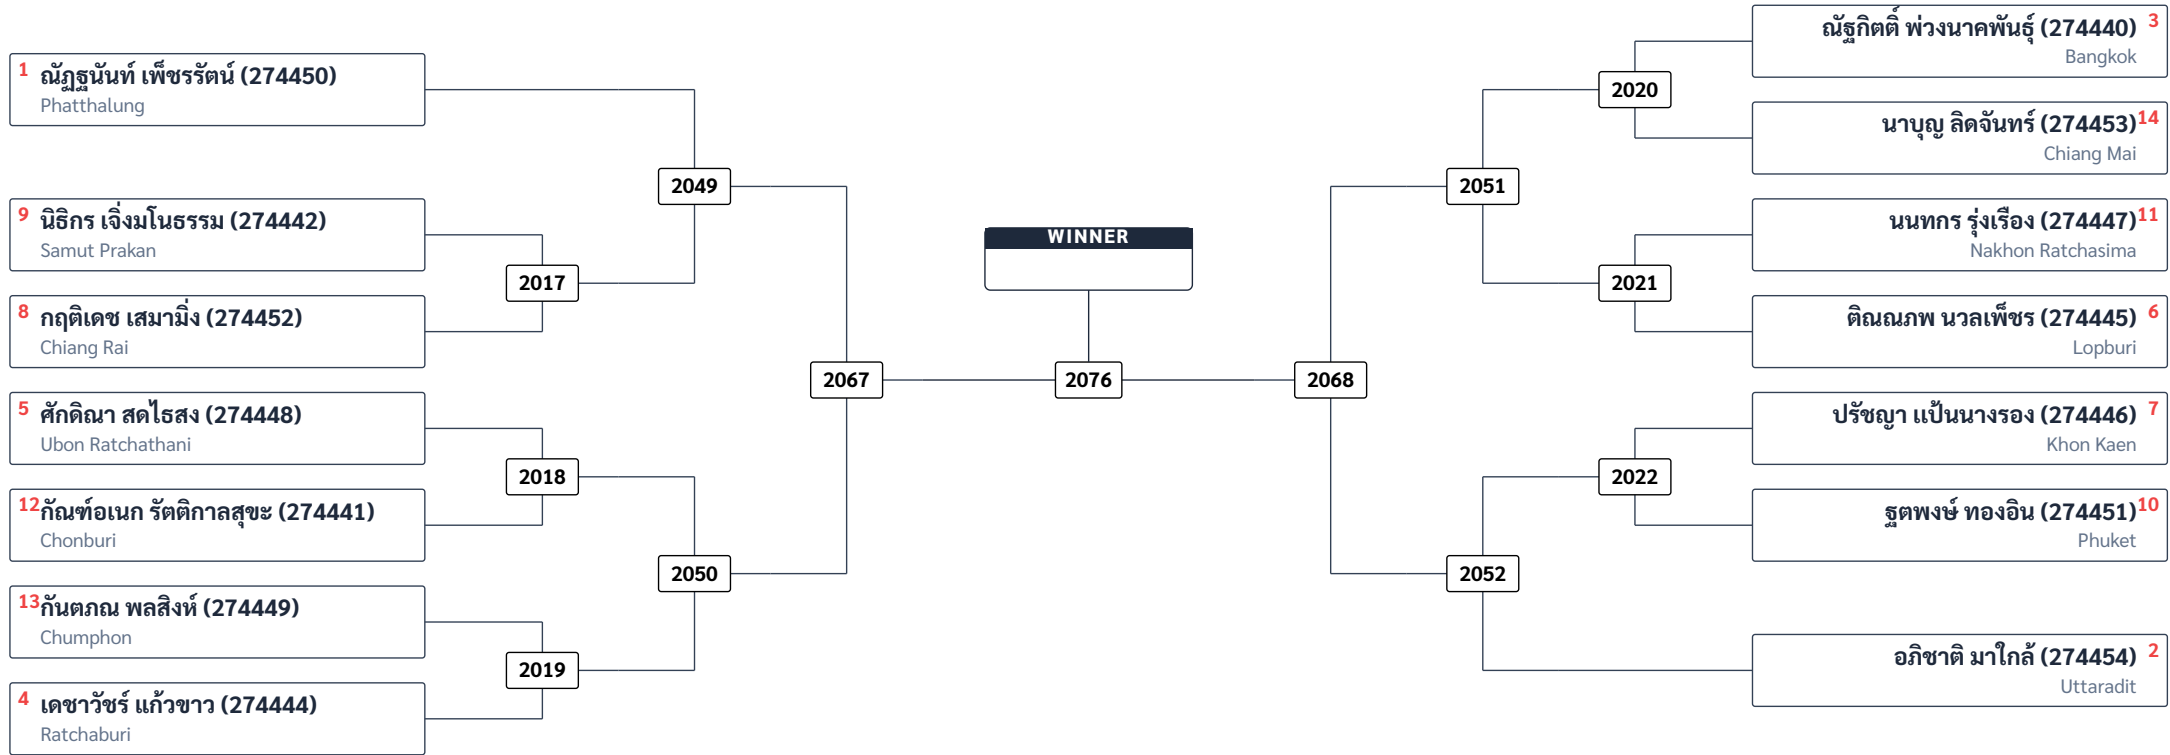 1 ณัฏฐนันท์ เพ็ชรรัตน์ (274450)
Phatthalung
9 นิธิกร เจิ่งมโนธรรม (274442)
Samut Prakan
8 กฤติเดช เสมามิ่ง (274452)
Chiang Rai
5 ศักดิณา สดไธสง (274448)
Ubon Ratchathani
12 กัณฑ์อเนก รัตติกาลสุขะ (274441)
Chonburi
13 กันตภณ พลสิงห์ (274449)
Chumphon
4 เดชาวัชร์ แก้วขาว (274444)
Ratchaburi
2017
2018
2019
2049
2050
2067
WINNER
2076
2068
2051
2052
2020
2021
2022
ณัฐกิตติ์ พ่วงนาคพันธุ์ (274440) 3
Bangkok
นาบุญ ลิดจันทร์ (274453) 14
Chiang Mai
นนทกร รุ่งเรือง (274447) 11
Nakhon Ratchasima
ติณณภพ นวลเพ็ชร (274445) 6
Lopburi
ปรัชญา แป้นนางรอง (274446) 7
Khon Kaen
ฐตพงษ์ ทองอิน (274451) 10
Phuket
อภิชาติ มาใกล้ (274454) 2
Uttaradit